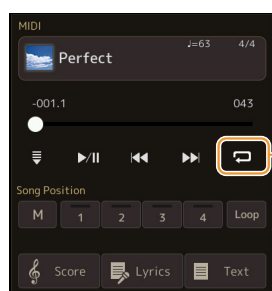 MIDI
♩=63 4/4
Perfect
-001.1 043
Song Position
M 1 2 3 4 Loop
Score Lyrics Text